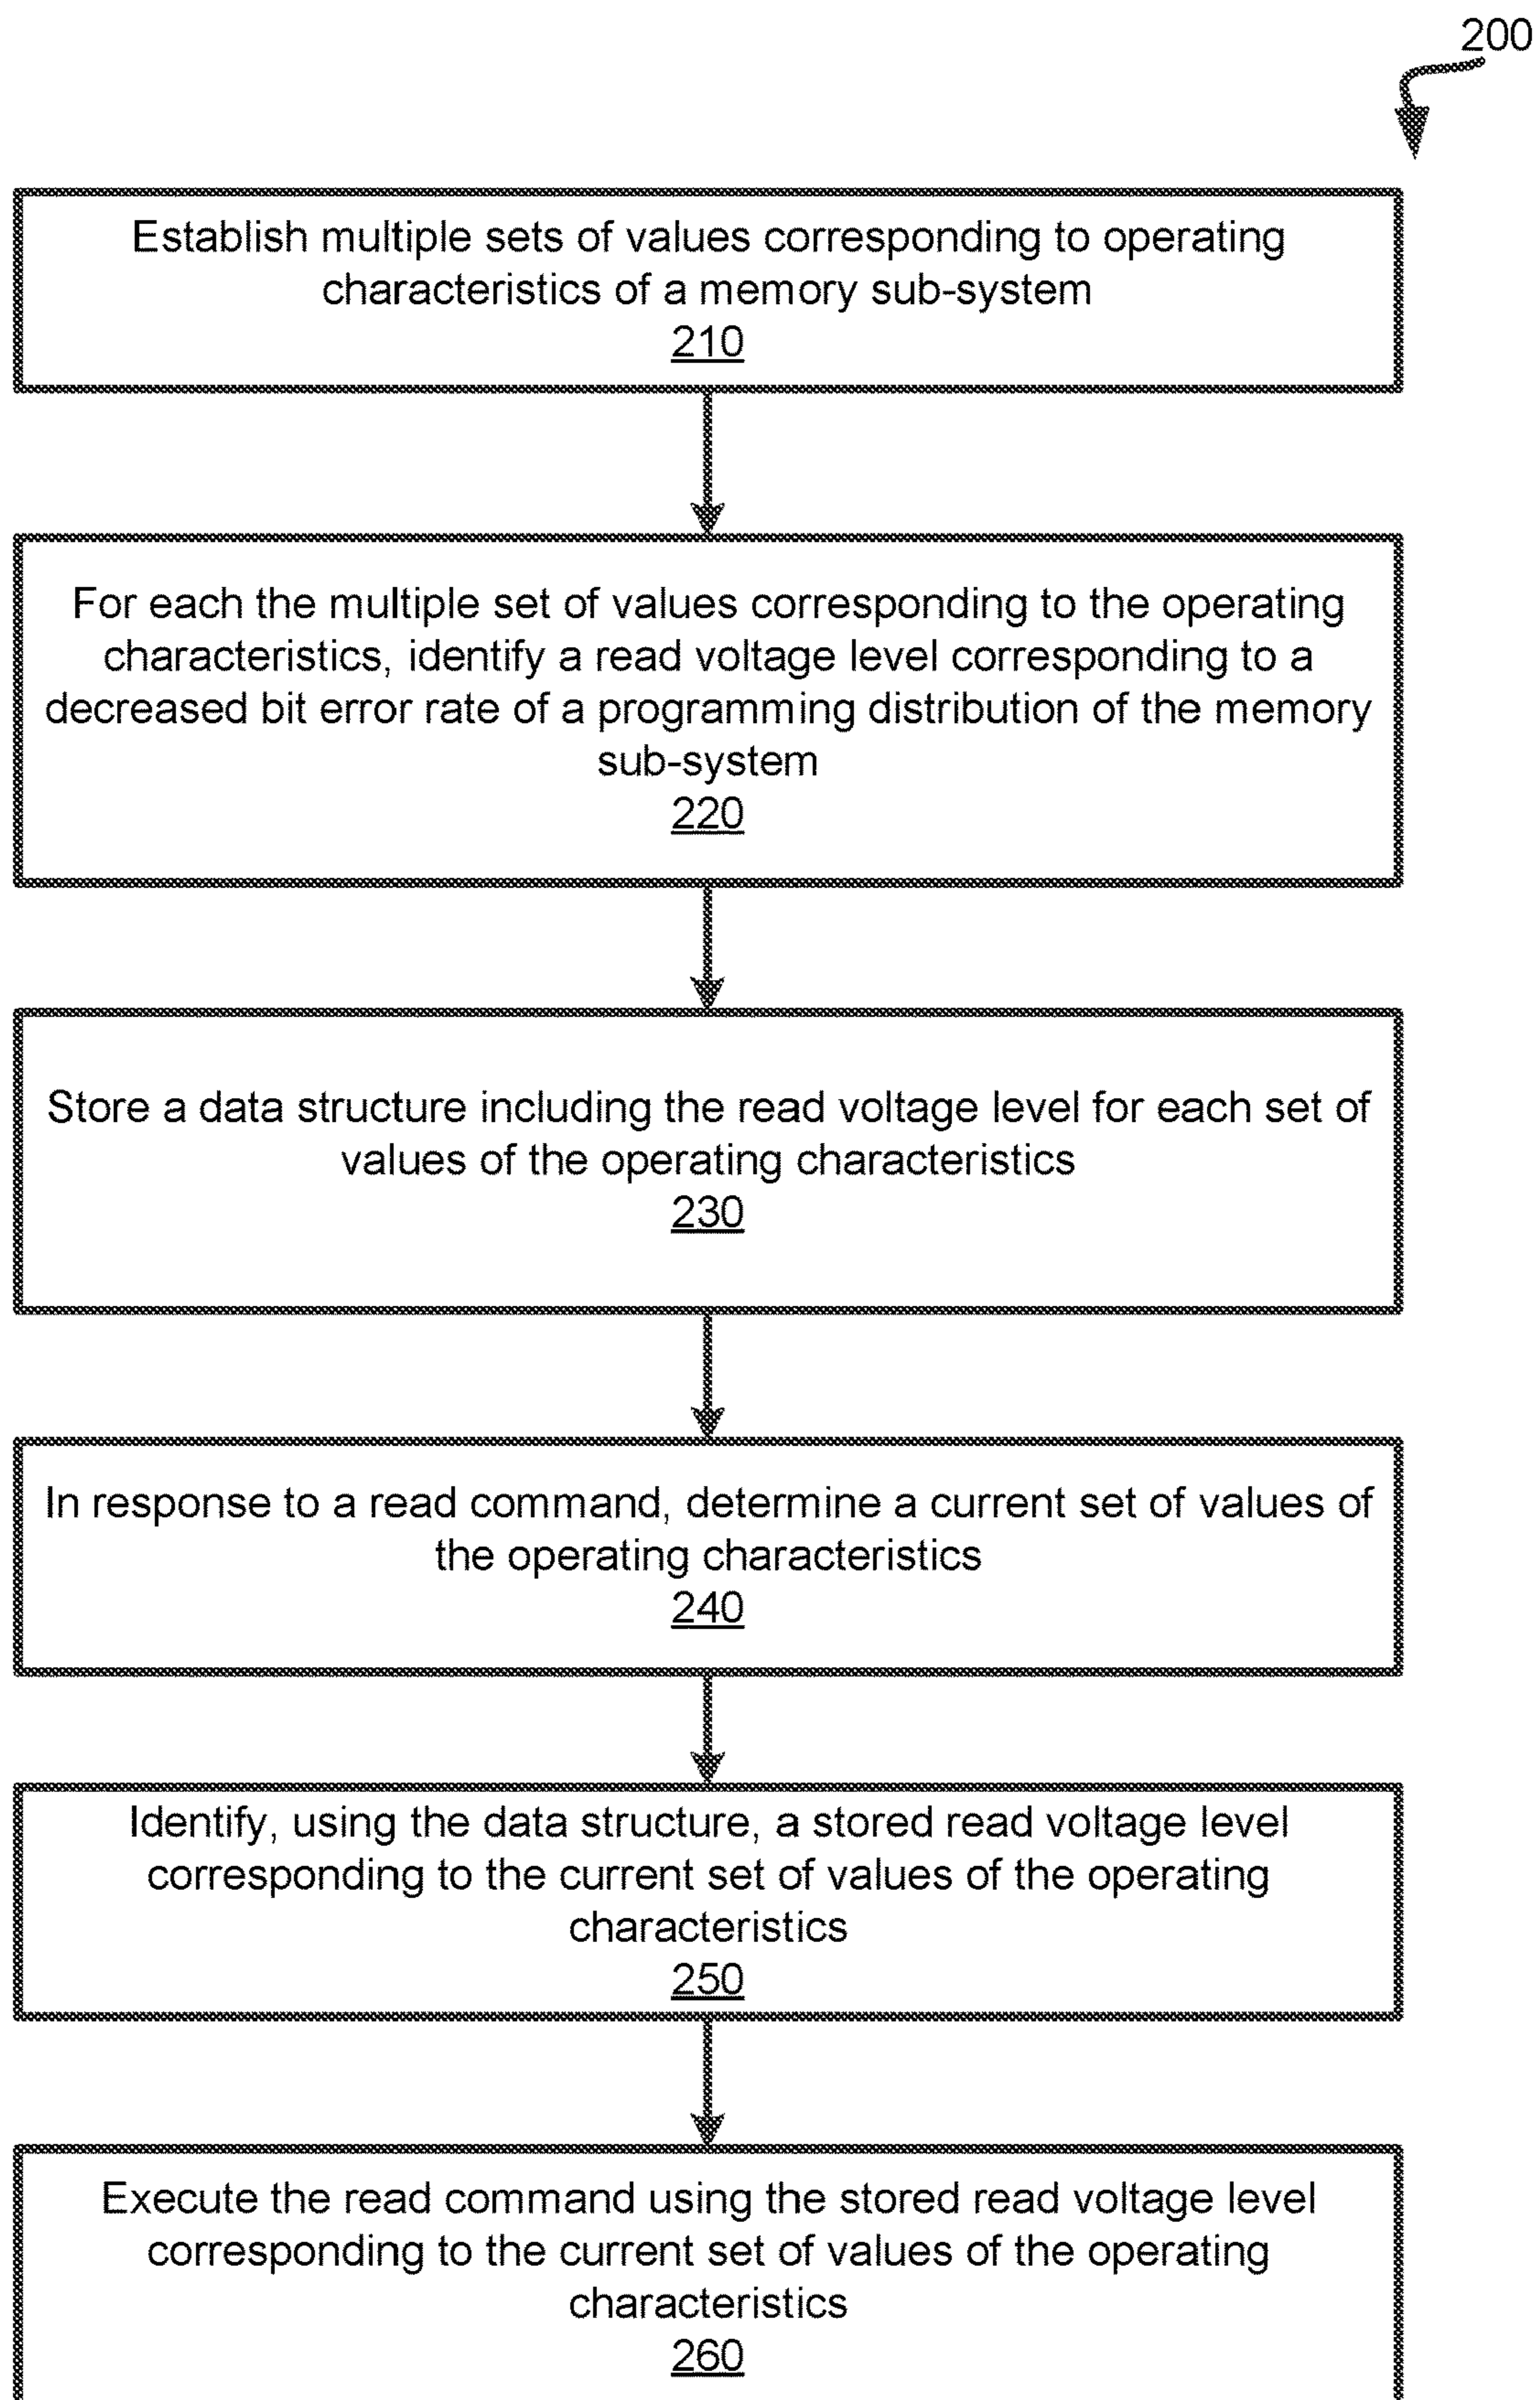 200
Establish multiple sets of values corresponding to operating
characteristics of a memory sub-system
210
For each the multiple set of values corresponding to the operating
characteristics, identify a read voltage level corresponding to a
decreased bit error rate of a programming distribution of the memory
sub-system
220
Store a data structure including the read voltage level for each set of
values of the operating characteristics
230
In response to a read command, determine a current set of values of
the operating characteristics
240
Identify, using the data structure, a stored read voltage level
corresponding to the current set of values of the operating
characteristics
250
Execute the read command using the stored read voltage level
corresponding to the current set of values of the operating
characteristics
260